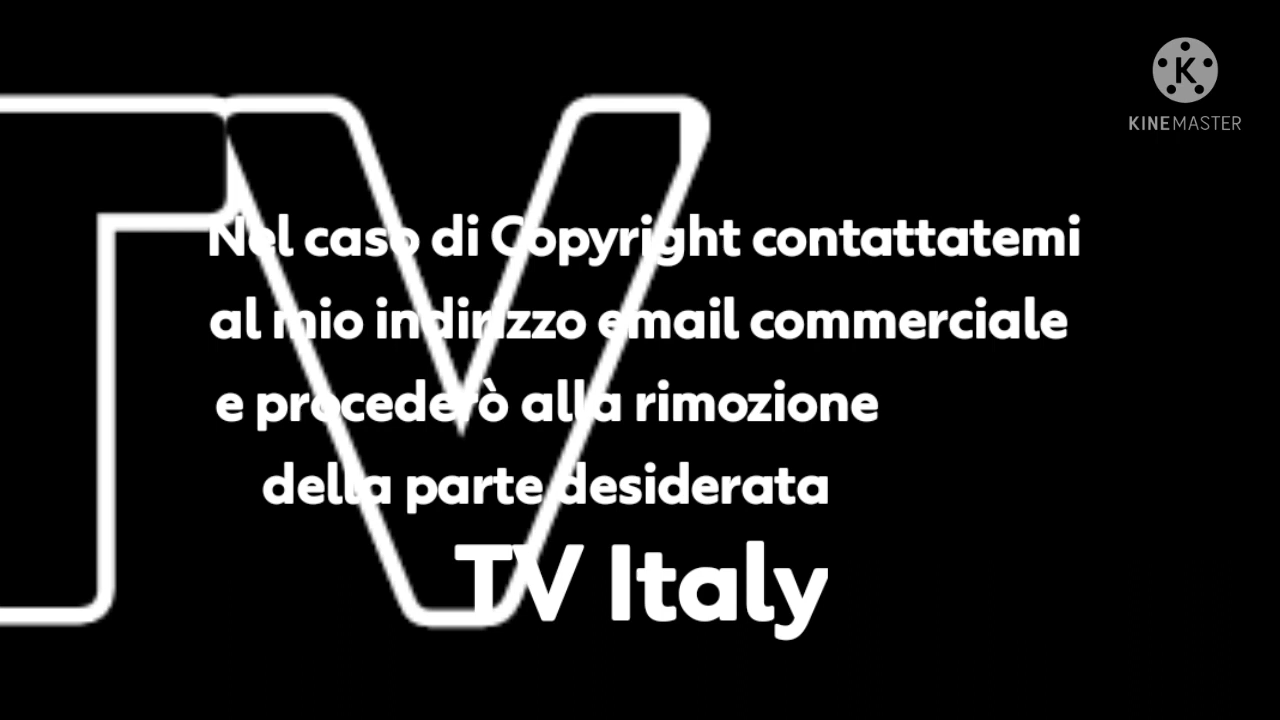 TV
KINEMASTER
Nel caso di Copyright contattatemi
al mio indirizzo email commerciale
e procederò alla rimozione
della parte desiderata
TV Italy